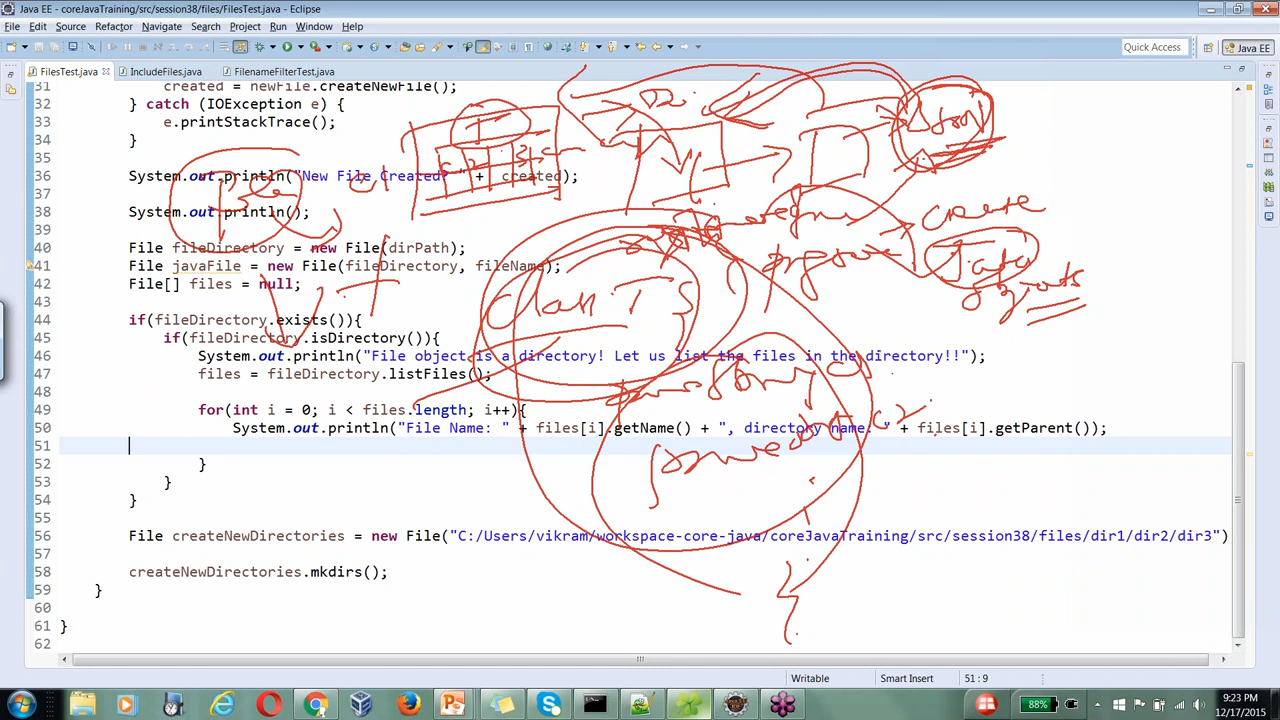 Java EE - coreJavaTraining/src/session38/files/FilesTest.java - Eclipse
File Edit Source Refactor Navigate Search Project Run Window Help
Quick Access Java EE
FilesTest.java IncludeFiles.java FilenameFilterTest.java
31 created = newFile.createNewFile();
32 } catch (IOException e) {
33 e.printStackTrace();
34 }
35
36 System.out.println("New File Created? " + created);
37
38 System.out.println();
39
40 File fileDirectory = new File(dirPath);
41 File javaFile = new File(fileDirectory, fileName);
42 File[] files = null;
43
44 if(fileDirectory.exists()){
45 if(fileDirectory.isDirectory()){
46 System.out.println("File object is a directory! Let us list the files in the directory!!");
47 files = fileDirectory.listFiles();
48
49 for(int i = 0; i < files.length; i++){
50 System.out.println("File Name: " + files[i].getName() + ", directory name: " + files[i].getParent());
51
52 }
53 }
54 }
55
56 File createNewDirectories = new File("C:/Users/vikram/workspace-core-java/coreJavaTraining/src/session38/files/dir1/dir2/dir3")
57
58 createNewDirectories.mkdirs();
59 }
60
61 }
62
create
Java
class TS
Writable Smart Insert 51 : 9
88% 9:23 PM
12/17/2015